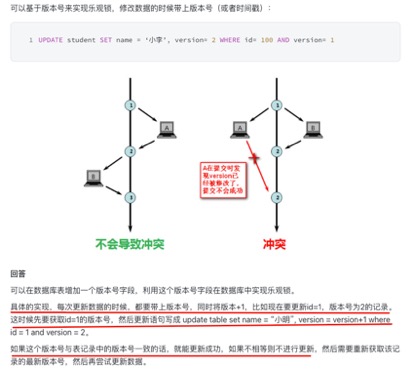 可以基于版本号来实现乐观锁，修改数据的时候带上版本号（或者时间戳）：
1 UPDATE student SET name = '小李', version= 2 WHERE id= 100 AND version= 1
1
A
2
B
3
1
A
B
2
A在提交时发
现version已
经被修改了，
提交不会成功
2
不会导致冲突
冲突
回答
可以在数据库表增加一个版本号字段，利用这个版本号字段在数据库中实现乐观锁。
具体的实现，每次更新数据的时候，都要带上版本号，同时将版本+1，比如现在要更新id=1，版本号为2的记录。
这时候先要获取id=1的版本号，然后更新语句写成 update table set name = "小明", version = version+1 where
id = 1 and version = 2。
如果这个版本号与表记录中的版本号一致的话，就能更新成功，如果不相等则不进行更新，然后需要重新获取该记
录的最新版本号，然后再尝试更新数据。